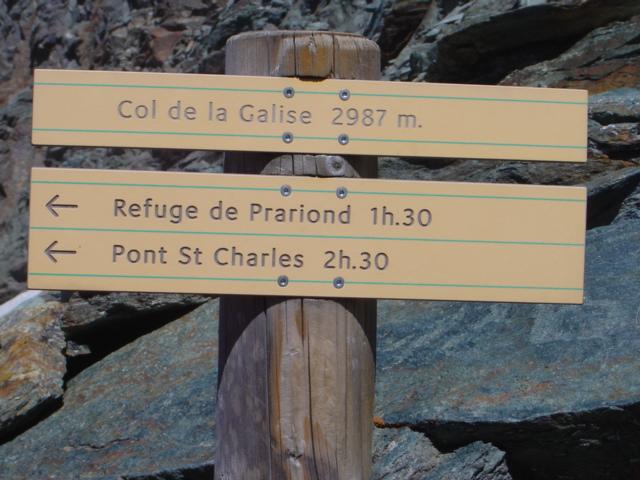 Col de la Galise 2987 m.
← Refuge de Prariond 1h.30
← Pont St Charles 2h.30